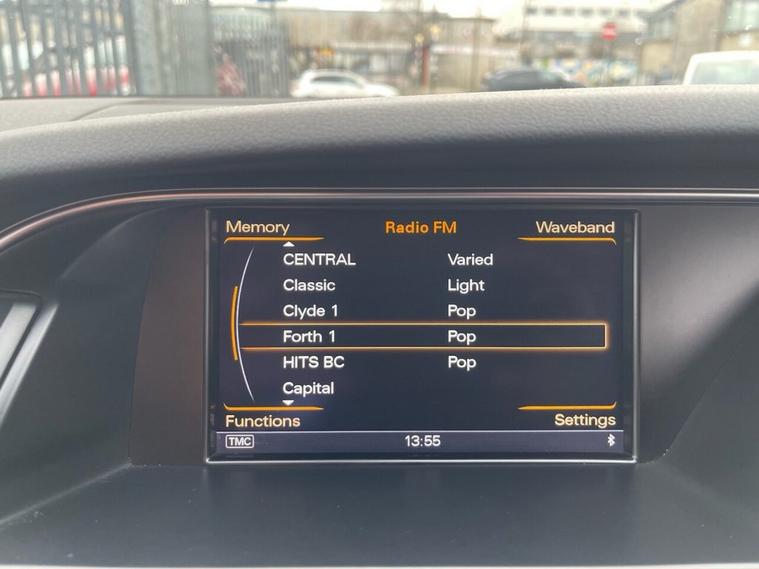 Memory Radio FM Waveband
CENTRAL Varied
Classic Light
Clyde 1 Pop
Forth 1 Pop
HITS BC Pop
Capital
Functions Settings
TMC 13:55